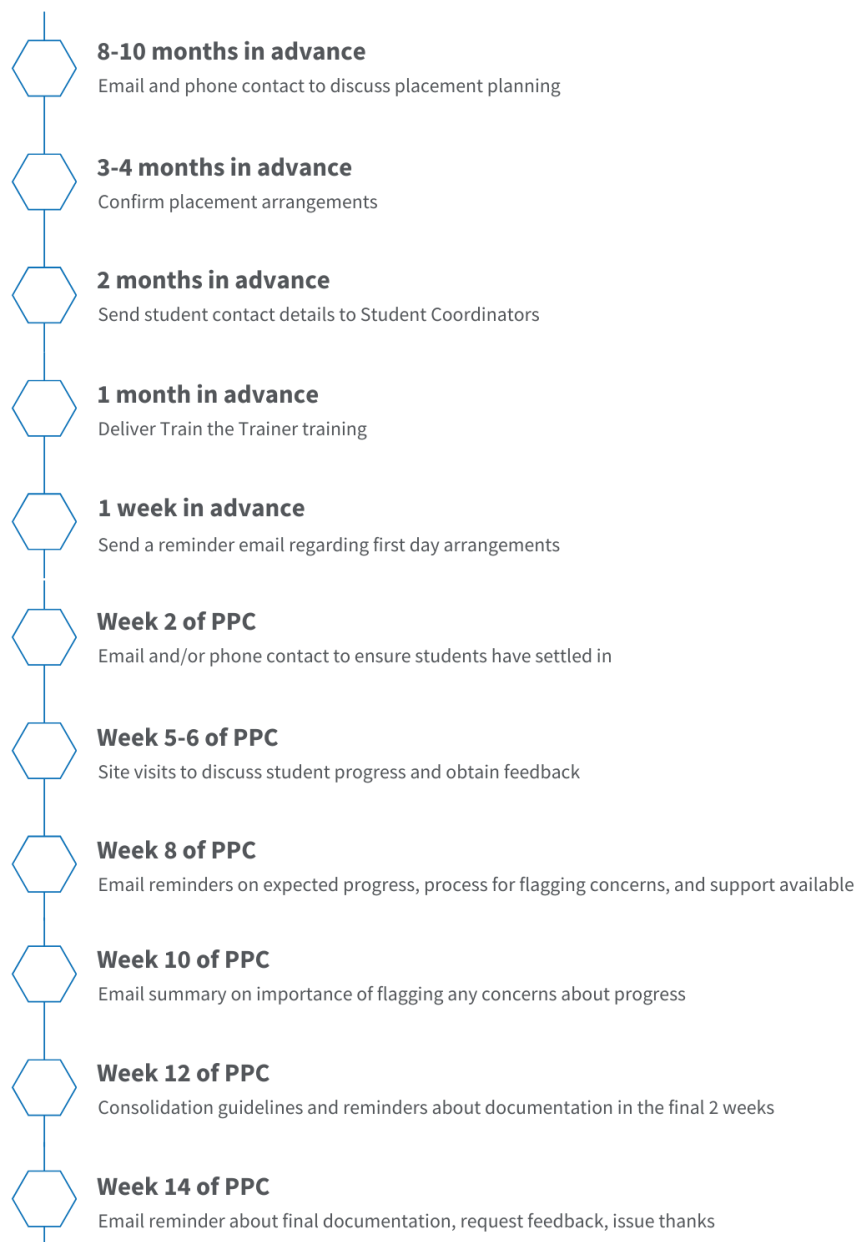 8-10 months in advance
Email and phone contact to discuss placement planning
3-4 months in advance
Confirm placement arrangements
2 months in advance
Send student contact details to Student Coordinators
1 month in advance
Deliver Train the Trainer training
1 week in advance
Send a reminder email regarding first day arrangements
Week 2 of PPC
Email and/or phone contact to ensure students have settled in
Week 5-6 of PPC
Site visits to discuss student progress and obtain feedback
Week 8 of PPC
Email reminders on expected progress, process for flagging concerns, and support available
Week 10 of PPC
Email summary on importance of flagging any concerns about progress
Week 12 of PPC
Consolidation guidelines and reminders about documentation in the final 2 weeks
Week 14 of PPC
Email reminder about final documentation, request feedback, issue thanks